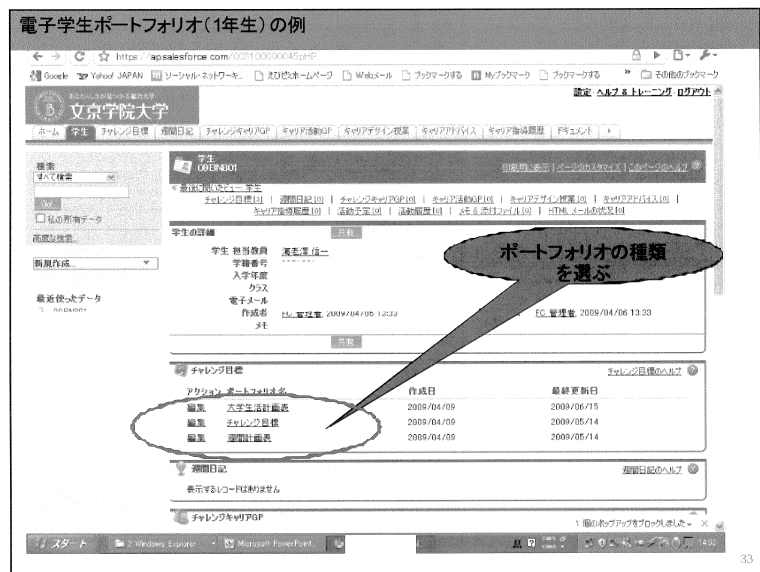 電子学生ポートフォリオ(1年生)の例
Google Yahoo! JAPAN ソーシャル・ネットワーキ.. えびせホームページ Webメール ブックマークする Myブックマーク ブックマークする » その他のブックマーク
設定・ヘルプ & トレーニング・ログアウト
文京学院大学
ホーム 学生 チャレンジ目標 週間日記 チャレンジキャリアGP キャリア活動GP キャリアデザイン授業 キャリアアドバイス キャリア指導履歴 ドキュメント
検索
すべて検索
Go!
私の所有データ
高度な検索...
新規作成...
最近使ったデータ
学生
09BINB01
印刷用に表示 | ページのカスタマイズ | このページのヘルプ
« 最後に開いたビュー: 学生
チャレンジ目標 [3] | 週間日記 [0] | チャレンジキャリアGP [0] | キャリア活動GP [0] | キャリアデザイン授業 [0] | キャリアアドバイス [0] |
キャリア指導履歴 [0] | 活動予定 [0] | 活動履歴 [0] | メモ & 添付ファイル [0] | HTML メールの状況 [0]
学生の詳細
共有
学生 担当教員 海老澤 信一
学籍番号
入学年度
クラス
電子メール
作成者 EC 管理者, 2009/04/06 13:33
EC 管理者, 2009/04/06 13:33
メモ
共有
ポートフォリオの種類
を選ぶ
チャレンジ目標
チャレンジ目標のヘルプ
アクション ポートフォリオ名 作成日 最終更新日
編集 大学生活計画表 2009/04/09 2009/06/15
編集 チャレンジ目標 2009/04/09 2009/05/14
編集 週間計画表 2009/04/09 2009/05/14
週間日記
週間日記のヘルプ
表示するレコードはありません
チャレンジキャリアGP
1 個のポップアップをブロックしました
スタート 2 Windows Explorer Microsoft PowerPoint
14:33
33